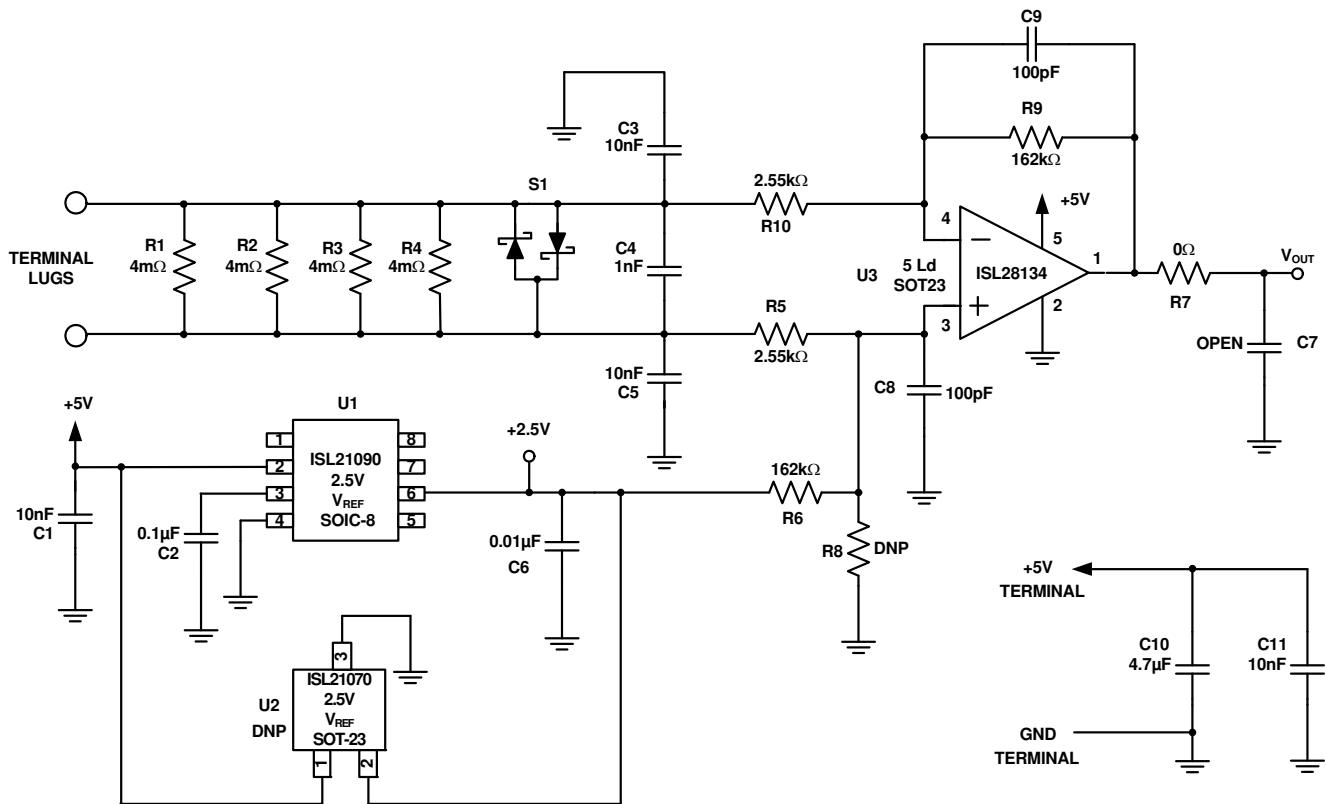 C9
100pF
R9
162kΩ
C3
10nF
S1
2.55kΩ
R10
+5V
TERMINAL
LUGS
R1
4mΩ
R2
4mΩ
R3
4mΩ
R4
4mΩ
C4
1nF
4
5
U3
5 Ld
SOT23
ISL28134
1
0Ω
R7
VOUT
3
2
R5
2.55kΩ
OPEN
C7
10nF
C5
C8
100pF
+5V
U1
1
2
3
4
ISL21090
2.5V
VREF
SOIC-8
8
7
6
5
+2.5V
162kΩ
R6
10nF
C1
0.1µF
C2
0.01µF
C6
R8
DNP
+5V
TERMINAL
C10
4.7µF
C11
10nF
GND
TERMINAL
U2
DNP
3
ISL21070
2.5V
VREF
SOT-23
1
2